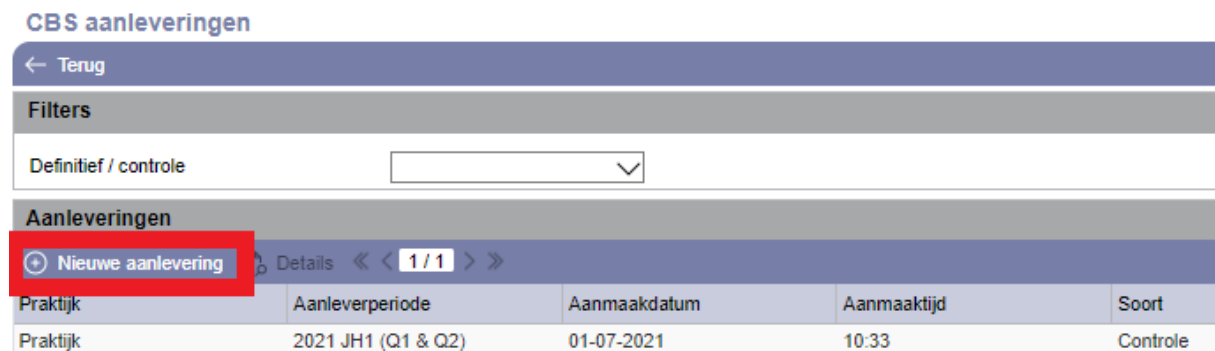 CBS aanleveringen
← Terug
Filters
Definitief / controle
Aanleveringen
Nieuwe aanlevering Details 1 / 1
Praktijk Aanleverperiode Aanmaakdatum Aanmaaktijd Soort
Praktijk 2021 JH1 (Q1 & Q2) 01-07-2021 10:33 Controle